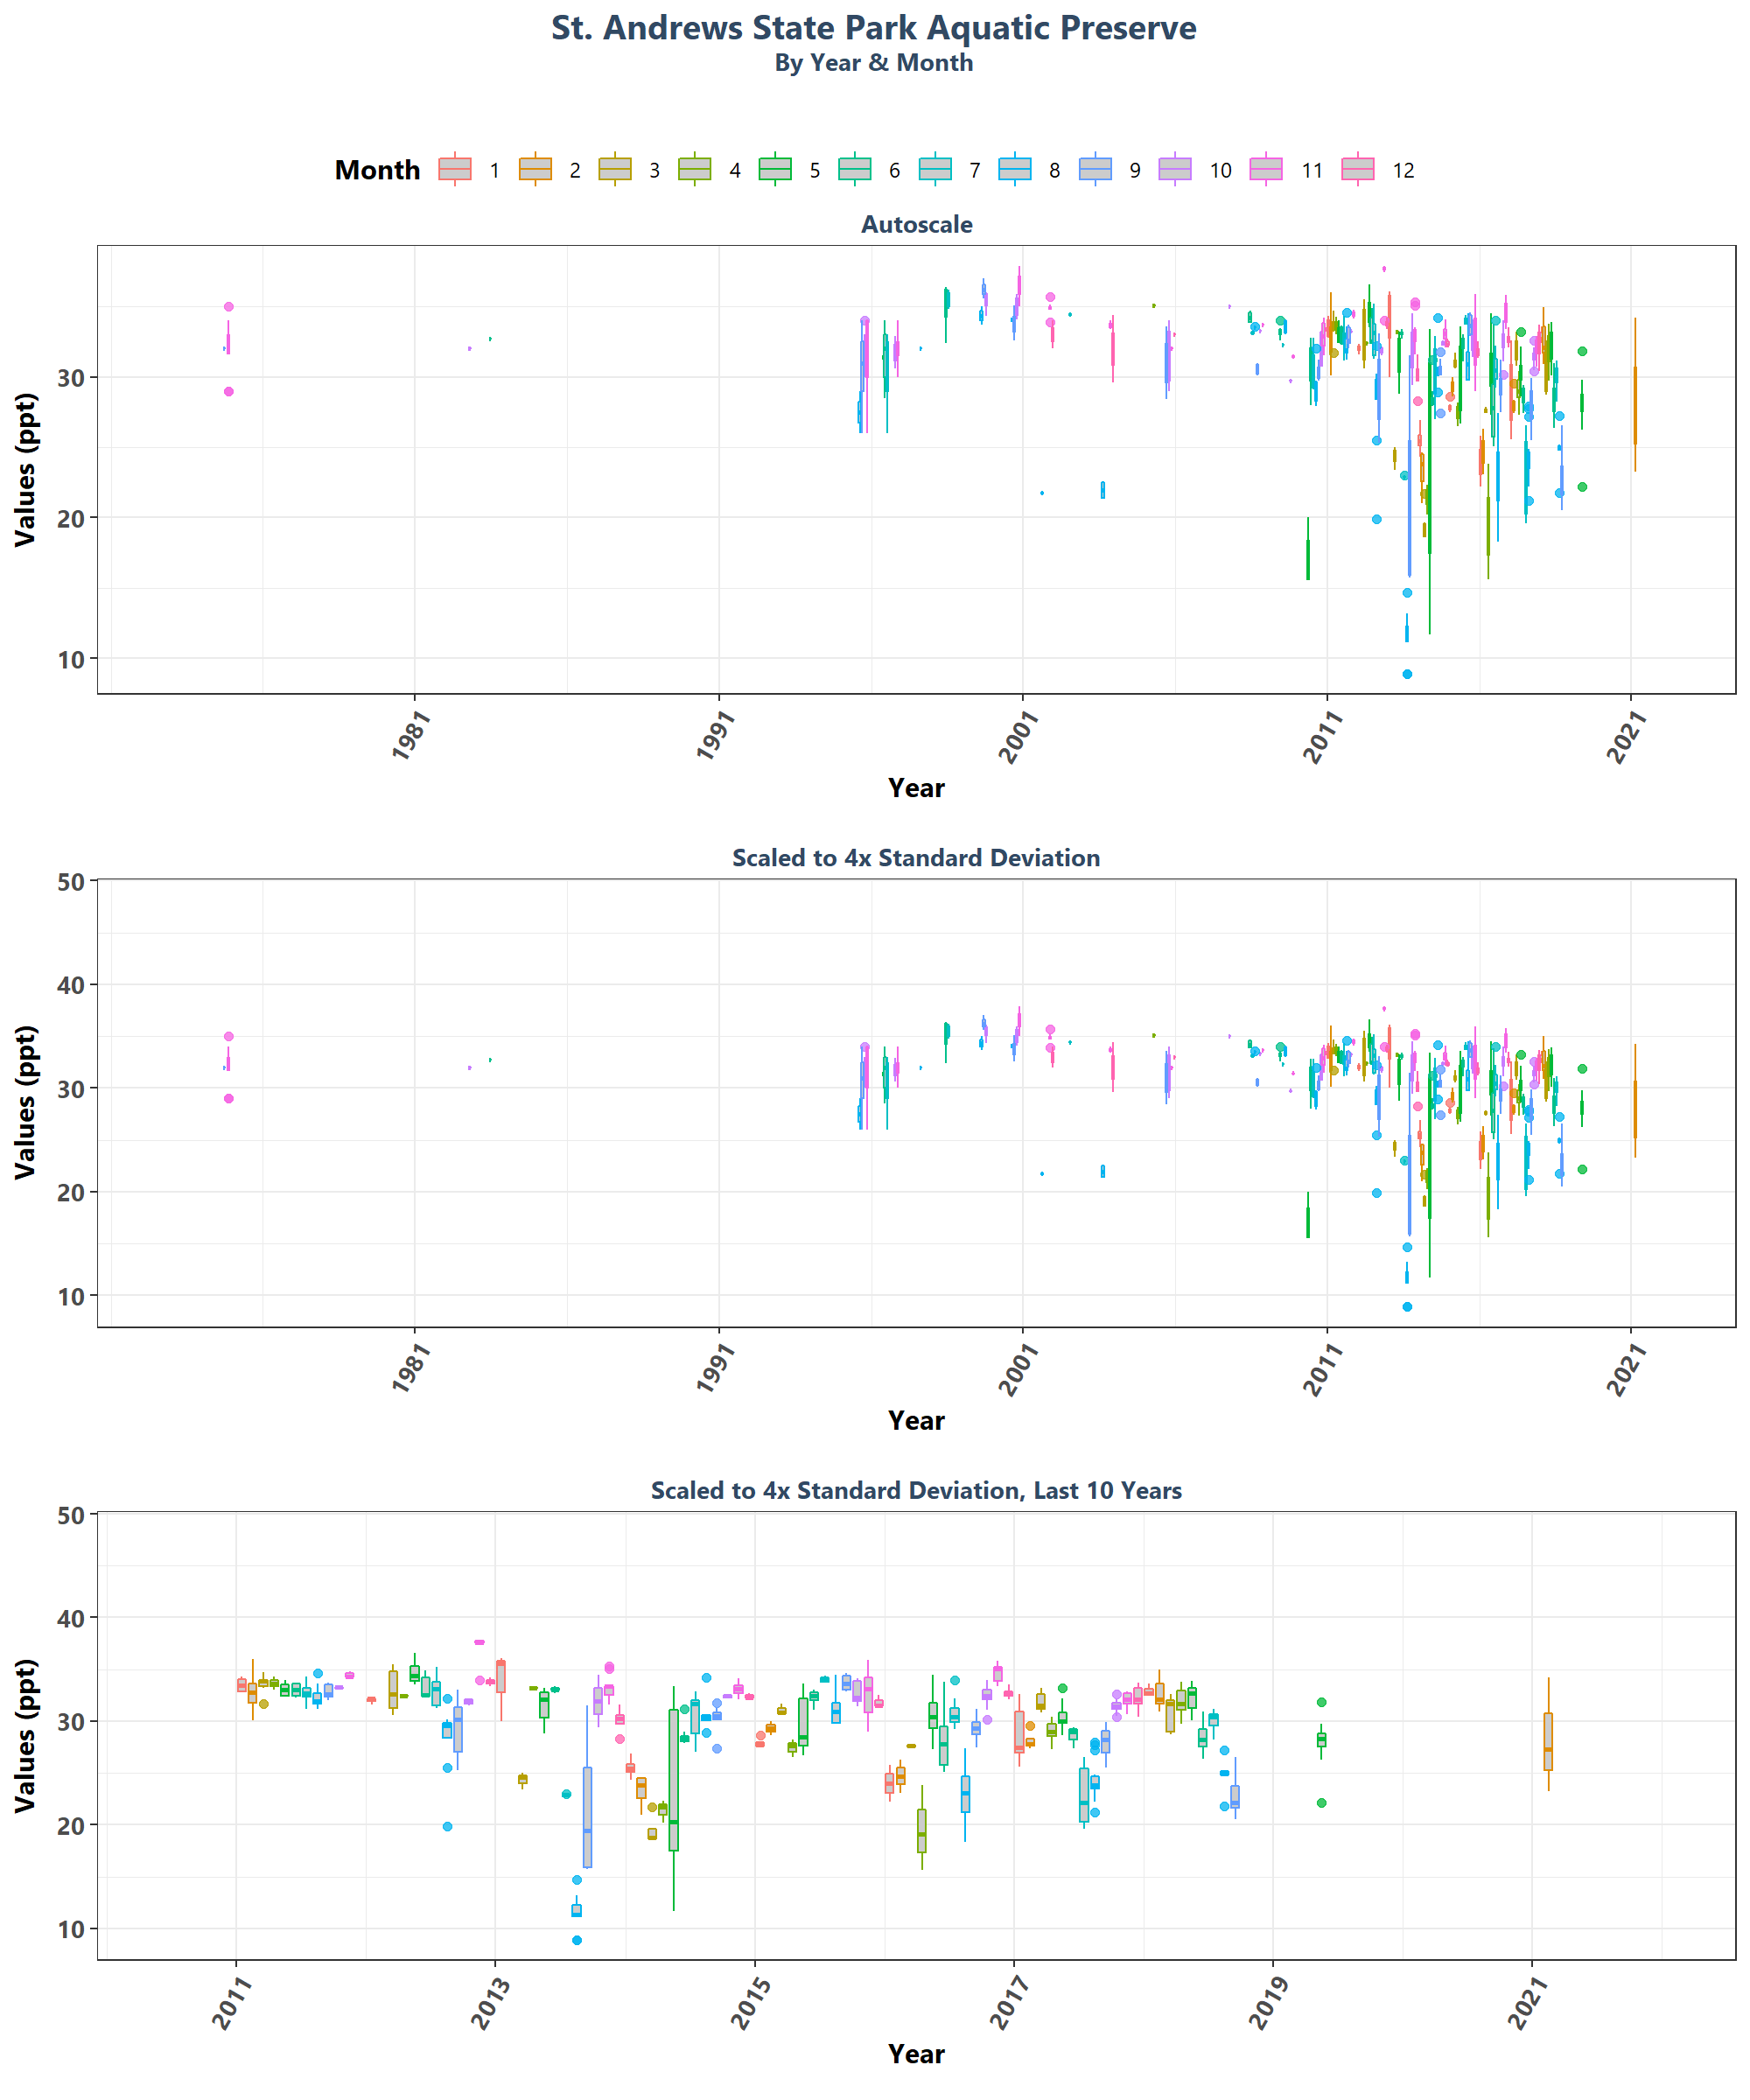 St. Andrews State Park Aquatic Preserve
By Year & Month
Month 1 2 3 4 5 6 7 8 9 10 11 12
Autoscale
Values (ppt)
30
20
10
1981 1991 2001 2011 2021
Year
Scaled to 4x Standard Deviation
Values (ppt)
50
40
30
20
10
1981 1991 2001 2011 2021
Year
Scaled to 4x Standard Deviation, Last 10 Years
Values (ppt)
50
40
30
20
10
2011 2013 2015 2017 2019 2021
Year